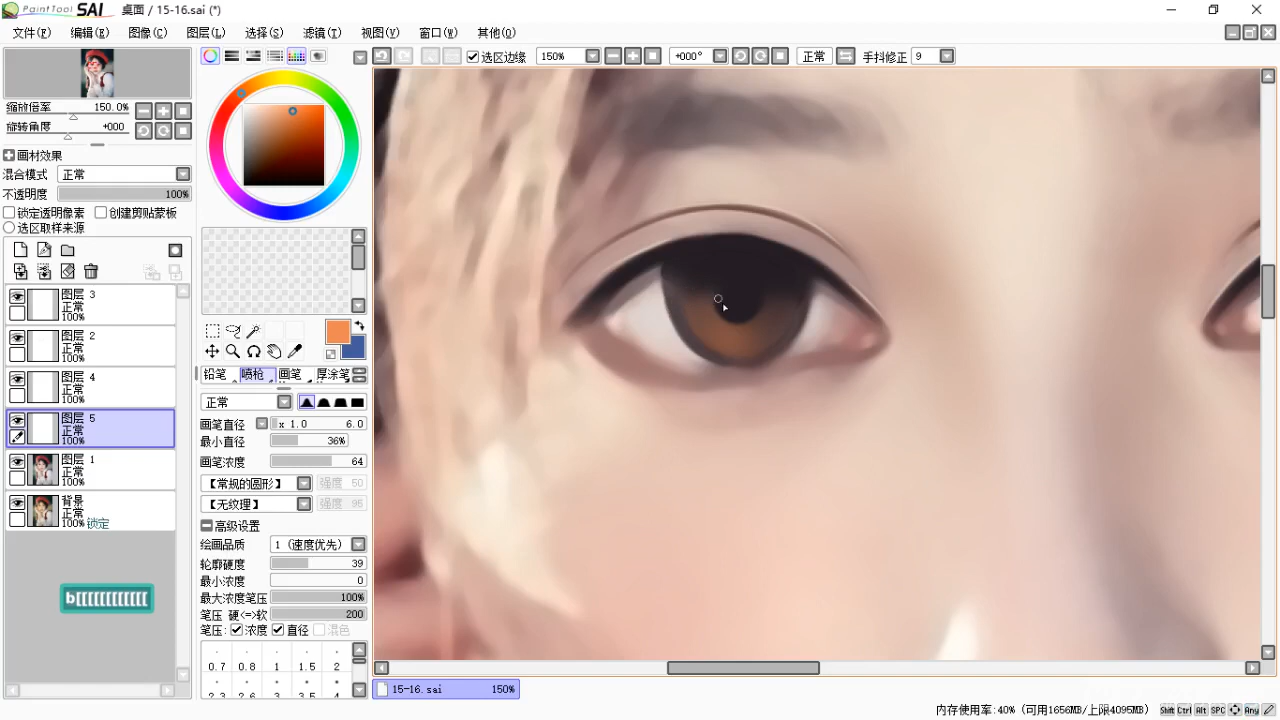 PaintTool SAI 桌面 / 15-16.sai (*)
文件(F) 编辑(E) 图像(C) 图层(L) 选择(S) 滤镜(T) 视图(V) 窗口(W) 其他(O)
选区边缘 150% +000° 正常 手抖修正 9
缩放倍率 150.0%
旋转角度 +000
画材效果
混合模式 正常
不透明度 100%
锁定透明像素 创建剪贴蒙板
选区取样来源
图层 3
正常
100%
图层 2
正常
100%
图层 4
正常
100%
图层 5
正常
100%
图层 1
正常
100%
背景
正常
100% 锁定
b[[[[[[[[[[[[
铅笔 喷枪 画笔 厚涂笔
正常
画笔直径 x 1.0 6.0
最小直径 36%
画笔浓度 64
【常规的圆形】 强度 50
【无纹理】 强度 95
高级设置
绘画品质 1 (速度优先)
轮廓硬度 39
最小浓度 0
最大浓度笔压 100%
笔压 硬<=>软 200
笔压: 浓度 直径 混色
0.7 0.8 1 1.5 2
15-16.sai 150%
内存使用率: 40% (可用1656MB/上限4095MB) Shift Ctrl Alt SPC Any